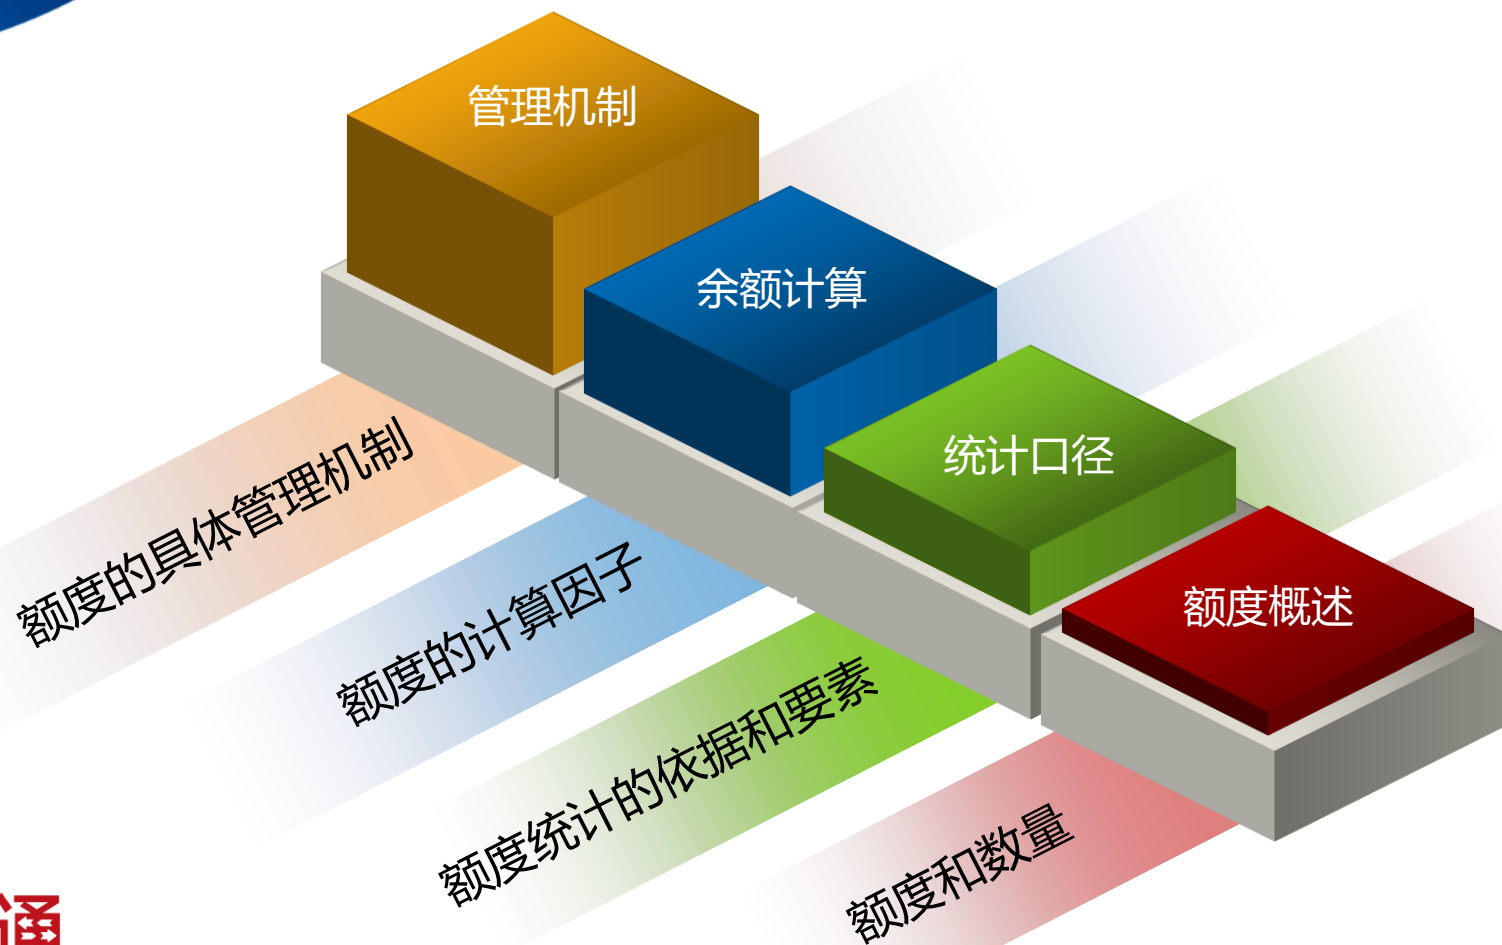 管理机制
余额计算
统计口径
额度概述
额度的具体管理机制
额度的计算因子
额度统计的依据和要素
额度和数量
通